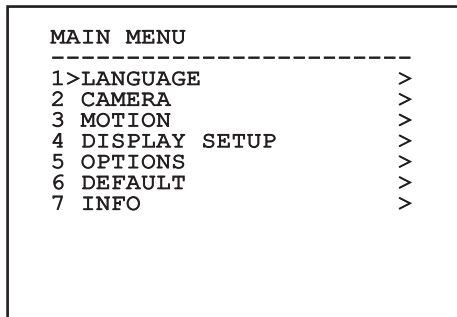 MAIN MENU
------------------------
1>LANGUAGE >
2 CAMERA >
3 MOTION >
4 DISPLAY SETUP >
5 OPTIONS >
6 DEFAULT >
7 INFO >